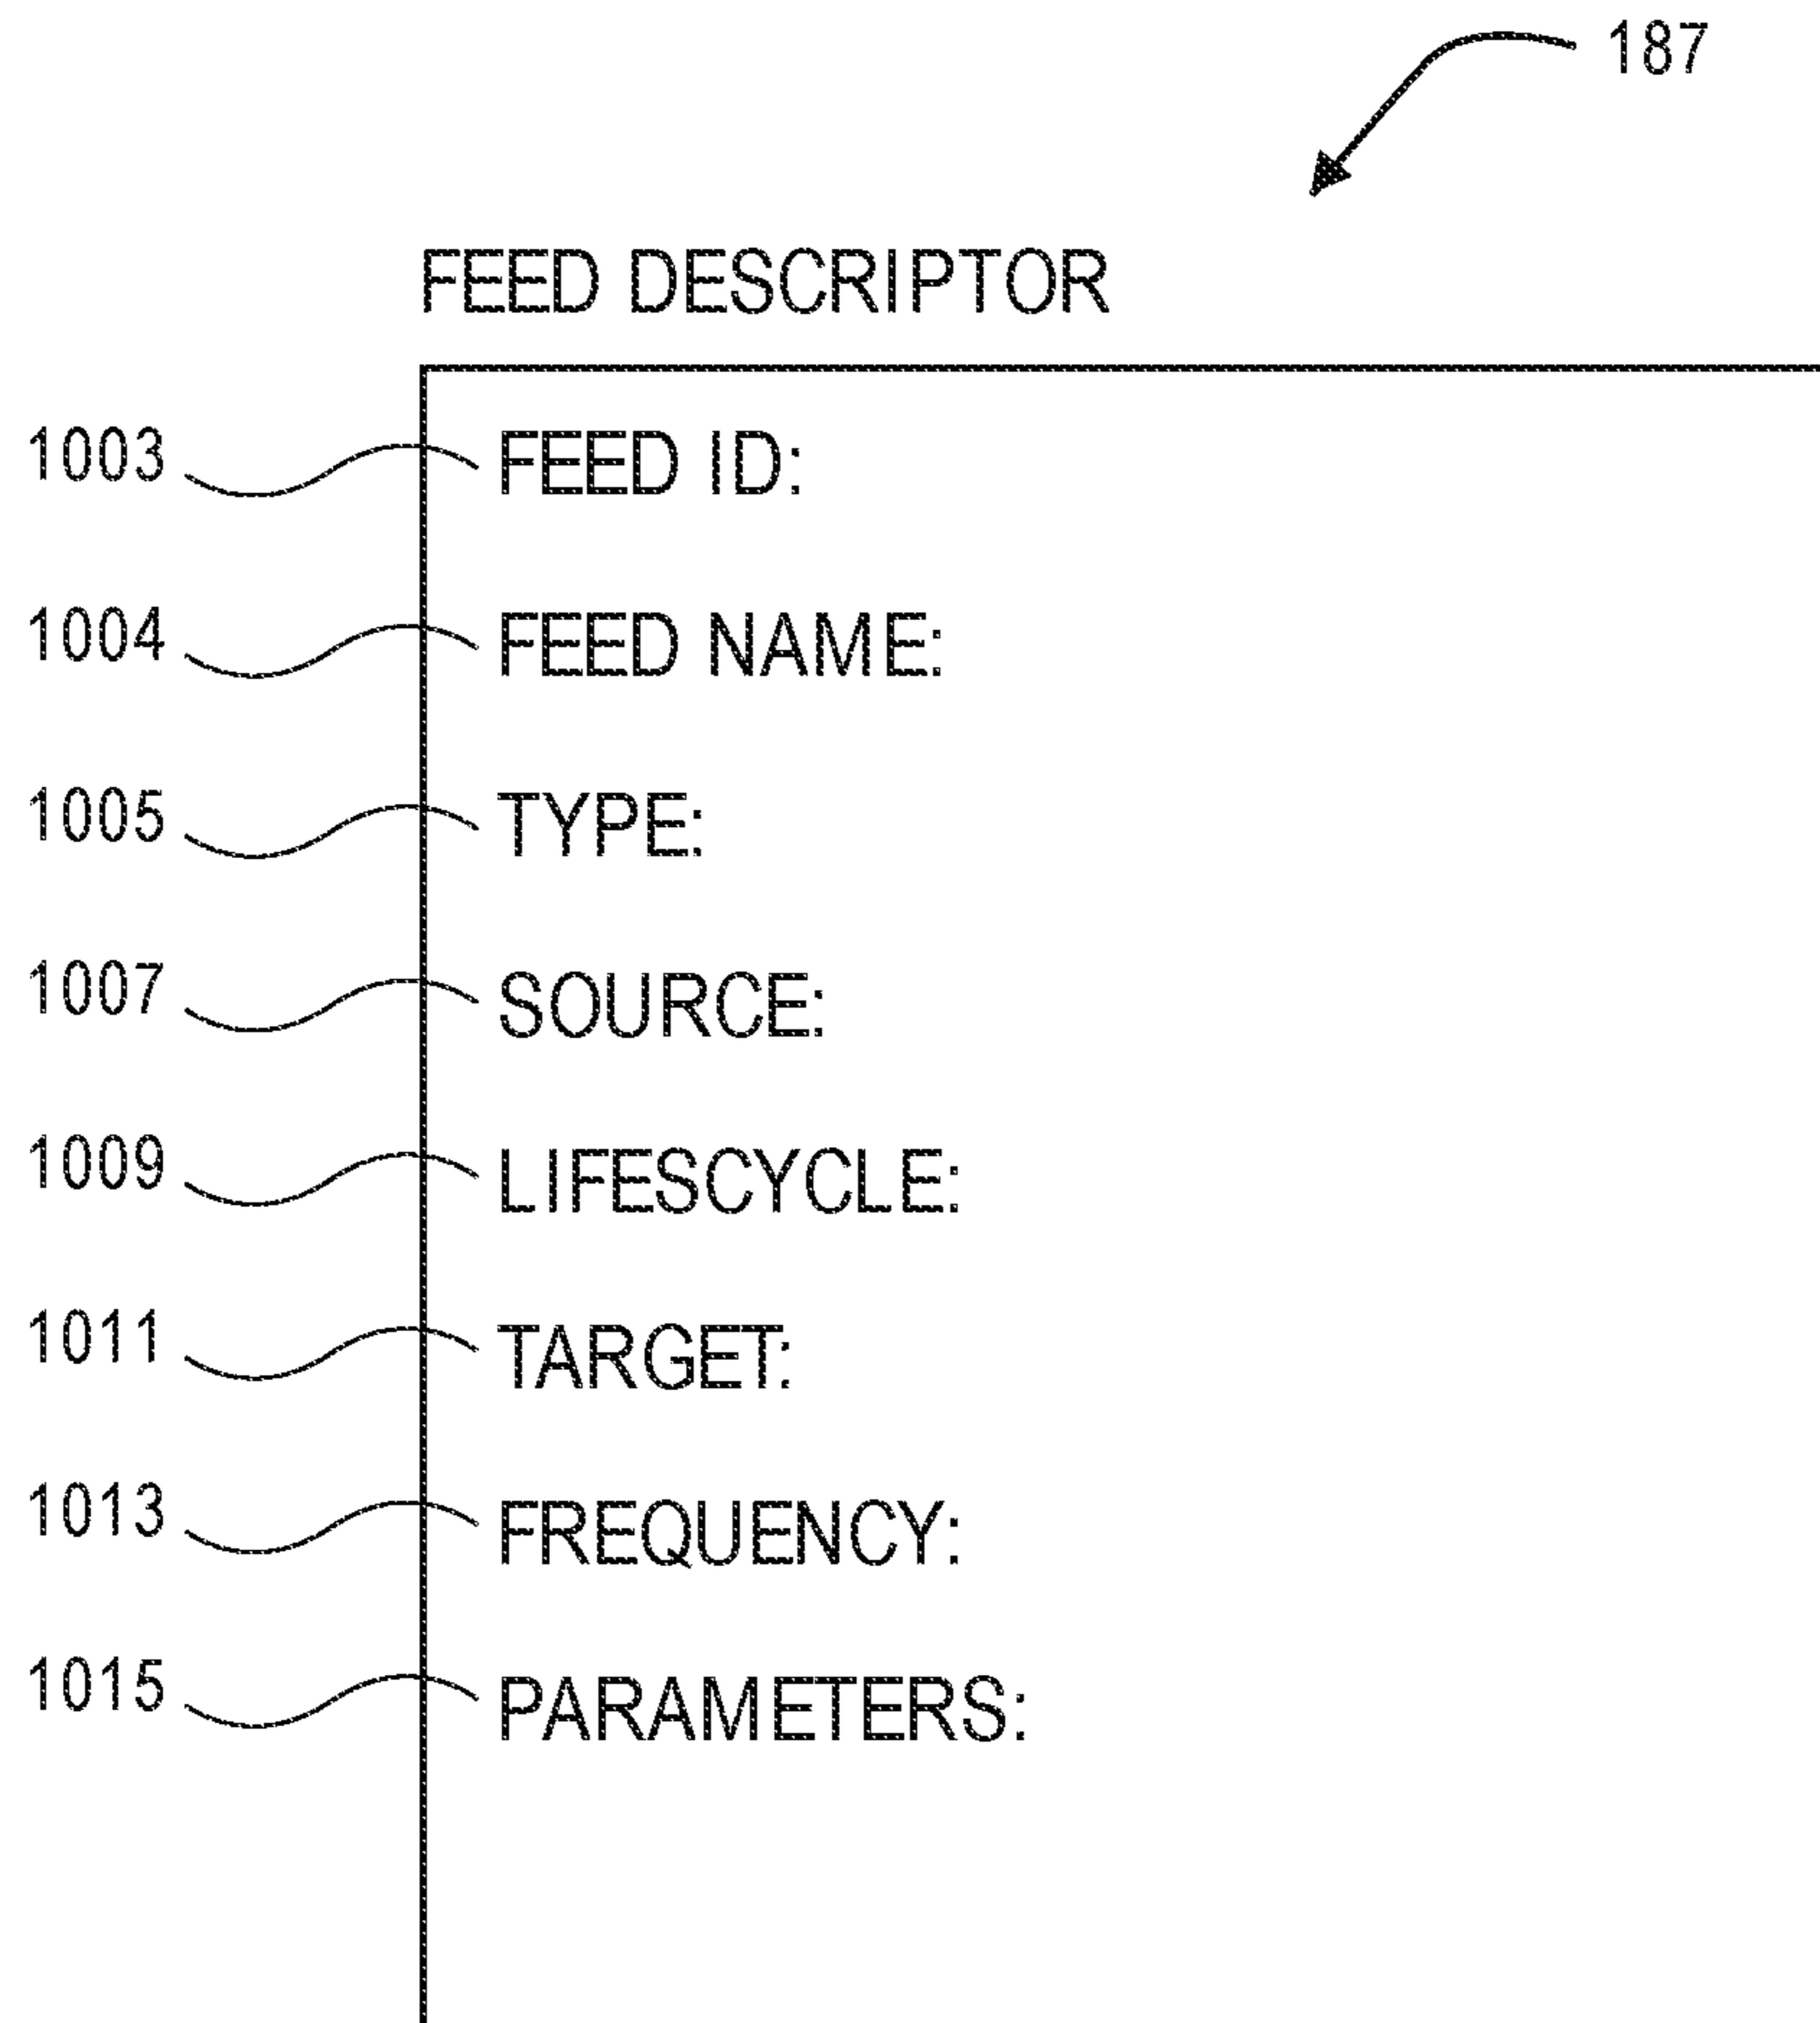 187
FEED DESCRIPTOR
1003 FEED ID:
1004 FEED NAME:
1005 TYPE:
1007 SOURCE:
1009 LIFESCYCLE:
1011 TARGET:
1013 FREQUENCY:
1015 PARAMETERS: